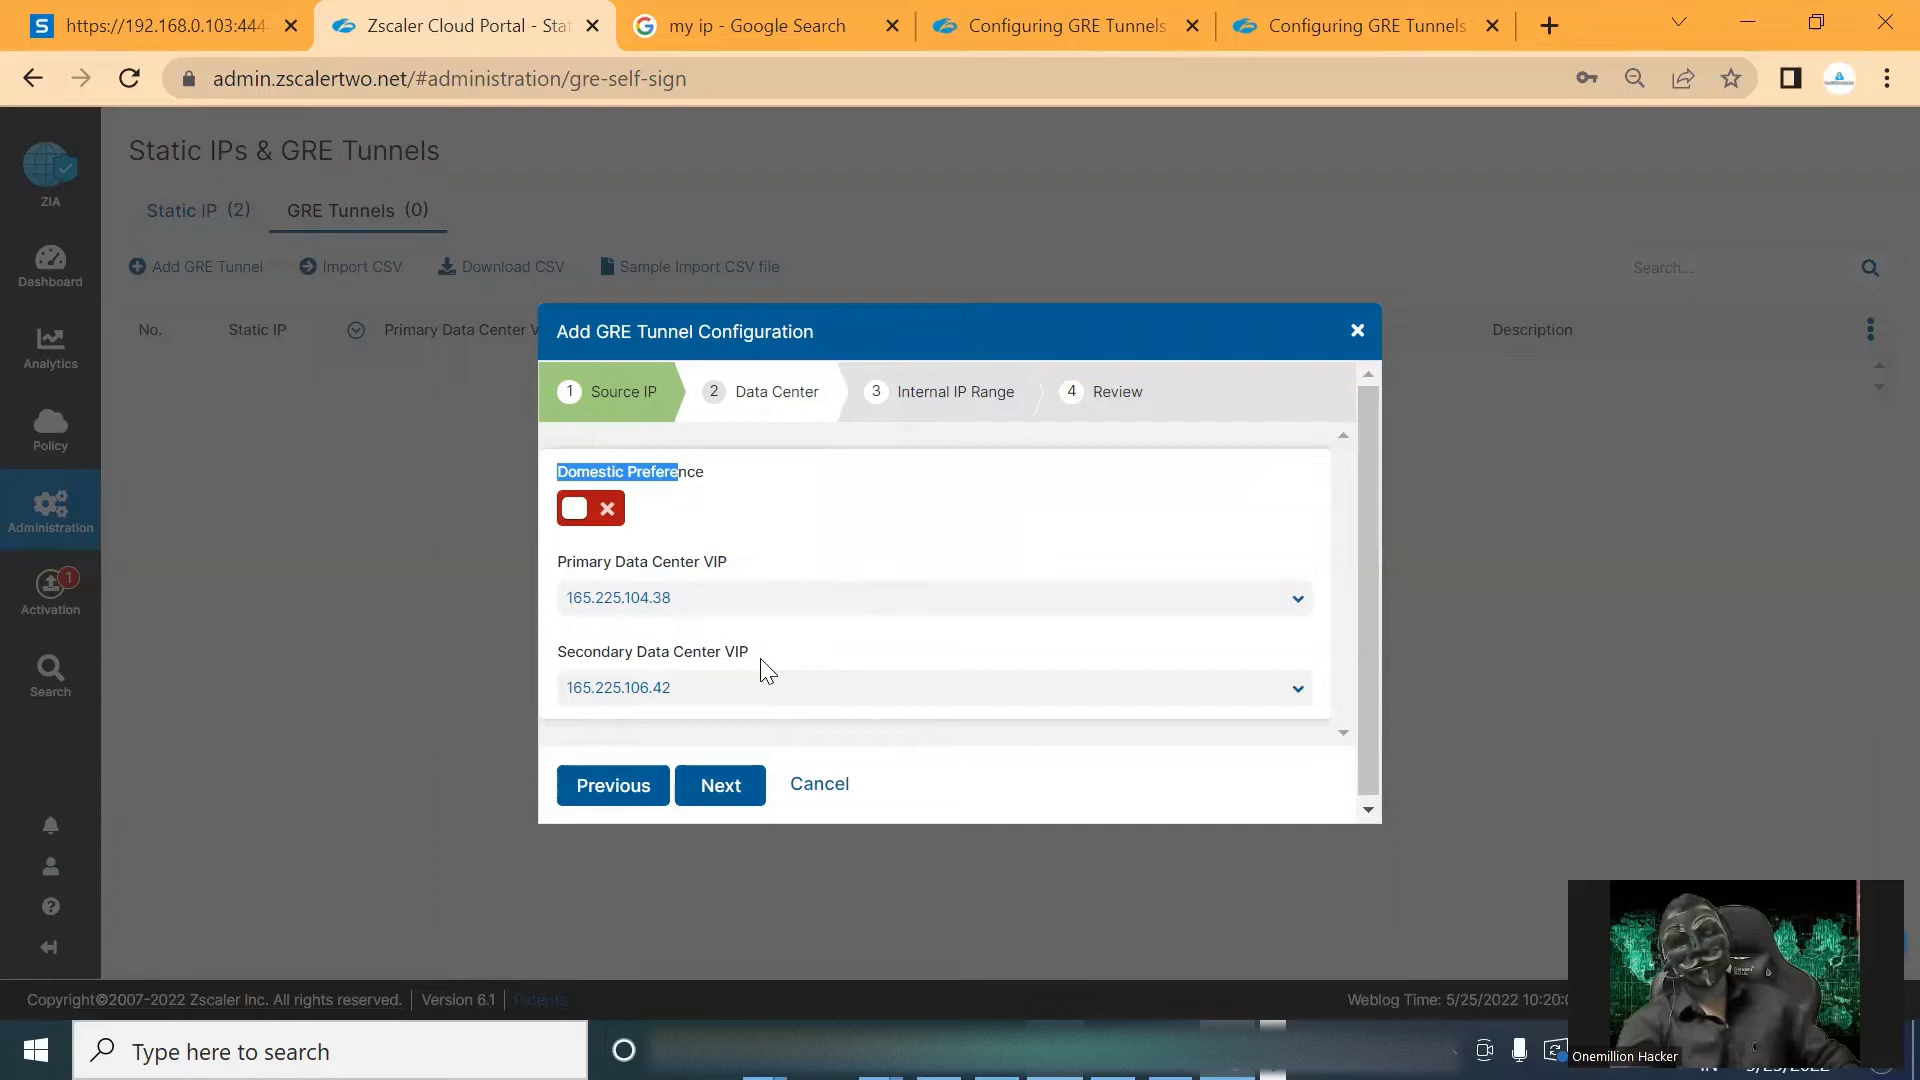 S https://192.168.0.103:444
Zscaler Cloud Portal - Stat
my ip - Google Search
Configuring GRE Tunnels
Configuring GRE Tunnels
admin.zscalertwo.net/#administration/gre-self-sign
ZIA
Dashboard
Analytics
Policy
Administration
1
Activation
Search
Static IPs & GRE Tunnels
Static IP (2)
GRE Tunnels (0)
Add GRE Tunnel
Import CSV
Download CSV
Sample Import CSV file
Search...
No.
Static IP
Primary Data Center V
Description
Add GRE Tunnel Configuration
1 Source IP
2 Data Center
3 Internal IP Range
4 Review
Domestic Preference
Primary Data Center VIP
165.225.104.38
Secondary Data Center VIP
165.225.106.42
Previous
Next
Cancel
Copyright©2007-2022 Zscaler Inc. All rights reserved.
Version 6.1
Patents
Weblog Time: 5/25/2022 10:20:0
Type here to search
Onemillion Hacker
IN
5/25/2022